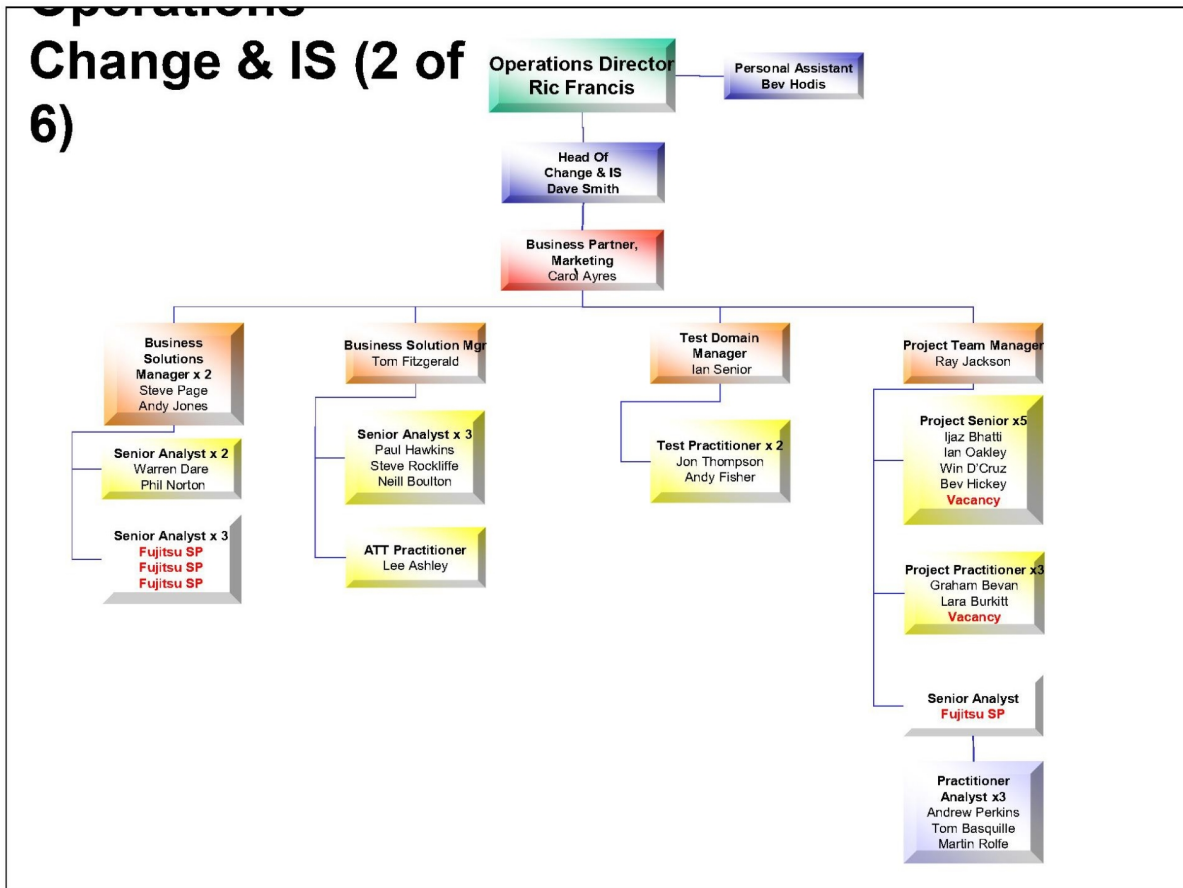 Operations
Change & IS (2 of
6)
Operations Director
Ric Francis
Personal Assistant
Bev Hodis
Head Of
Change & IS
Dave Smith
Business Partner,
Marketing
Carol Ayres
Business
Solutions
Manager x 2
Steve Page
Andy Jones
Senior Analyst x 2
Warren Dare
Phil Norton
Senior Analyst x 3
Fujitsu SP
Fujitsu SP
Fujitsu SP
Business Solution Mgr
Tom Fitzgerald
Senior Analyst x 3
Paul Hawkins
Steve Rockliffe
Neill Boulton
ATT Practitioner
Lee Ashley
Test Domain
Manager
Ian Senior
Test Practitioner x 2
Jon Thompson
Andy Fisher
Project Team Manager
Ray Jackson
Project Senior x5
Ijaz Bhatti
Ian Oakley
Win D'Cruz
Bev Hickey
Vacancy
Project Practitioner x3
Graham Bevan
Lara Burkitt
Vacancy
Senior Analyst
Fujitsu SP
Practitioner
Analyst x3
Andrew Perkins
Tom Basquille
Martin Rolfe